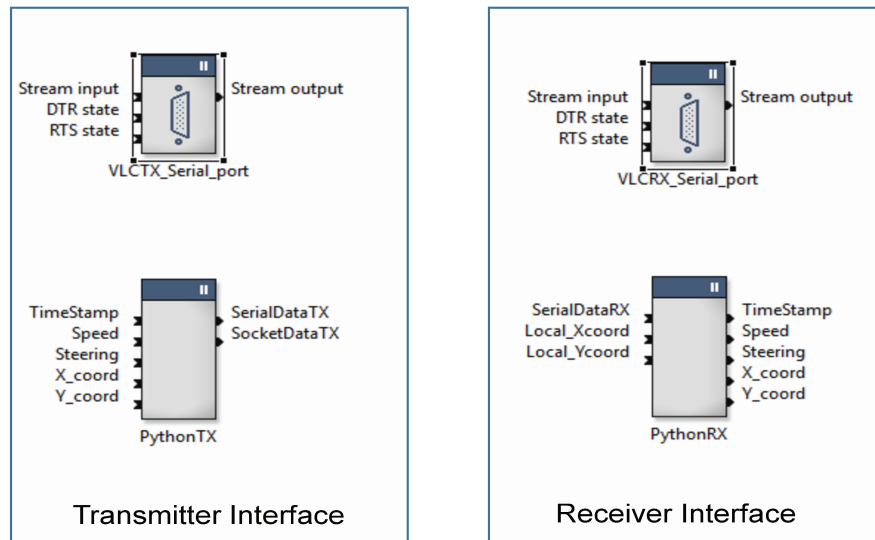 Stream input
DTR state
RTS state
Stream output
VLCTX_Serial_port
TimeStamp
Speed
Steering
X_coord
Y_coord
SerialDataTX
SocketDataTX
PythonTX
Transmitter Interface
Stream input
DTR state
RTS state
Stream output
VLCRX_Serial_port
SerialDataRX
Local_Xcoord
Local_Ycoord
TimeStamp
Speed
Steering
X_coord
Y_coord
PythonRX
Receiver Interface